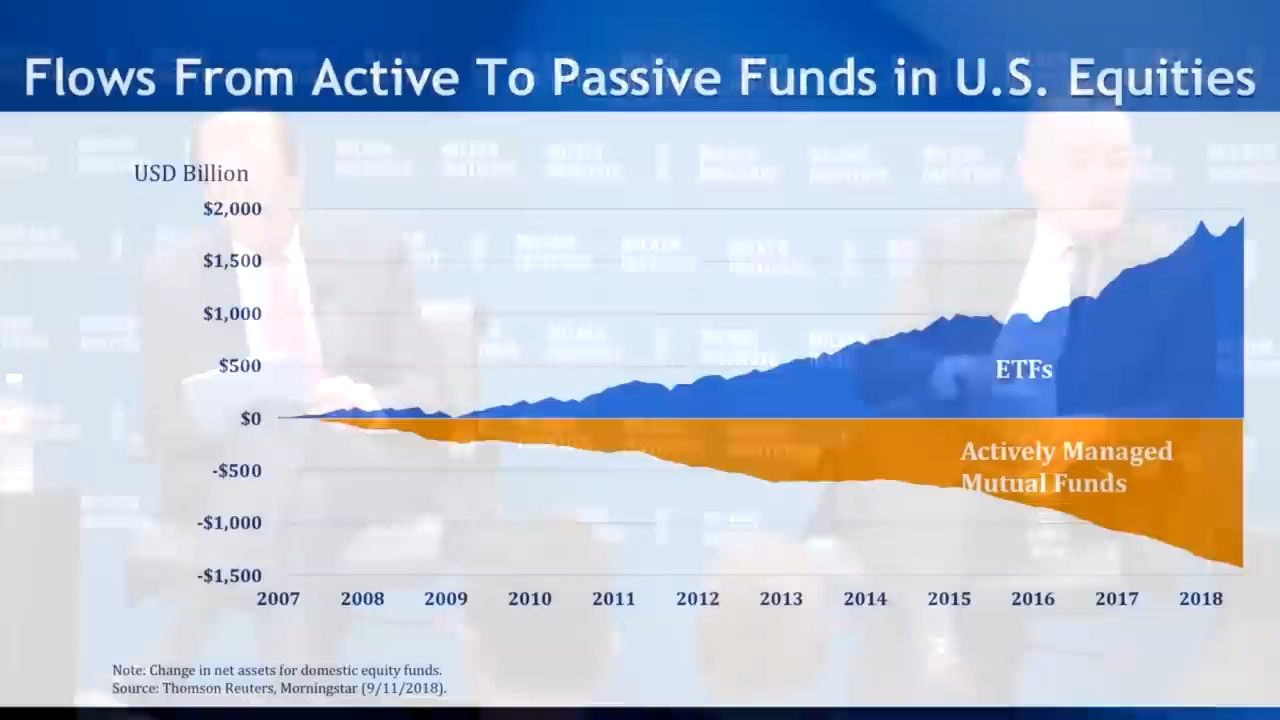 Flows From Active To Passive Funds in U.S. Equities
USD Billion
$2,000
$1,500
$1,000
$500
$0
-$500
-$1,000
-$1,500
ETFs
Actively Managed
Mutual Funds
2007 2008 2009 2010 2011 2012 2013 2014 2015 2016 2017 2018
Note: Change in net assets for domestic equity funds.
Source: Thomson Reuters, Morningstar (9/11/2018).